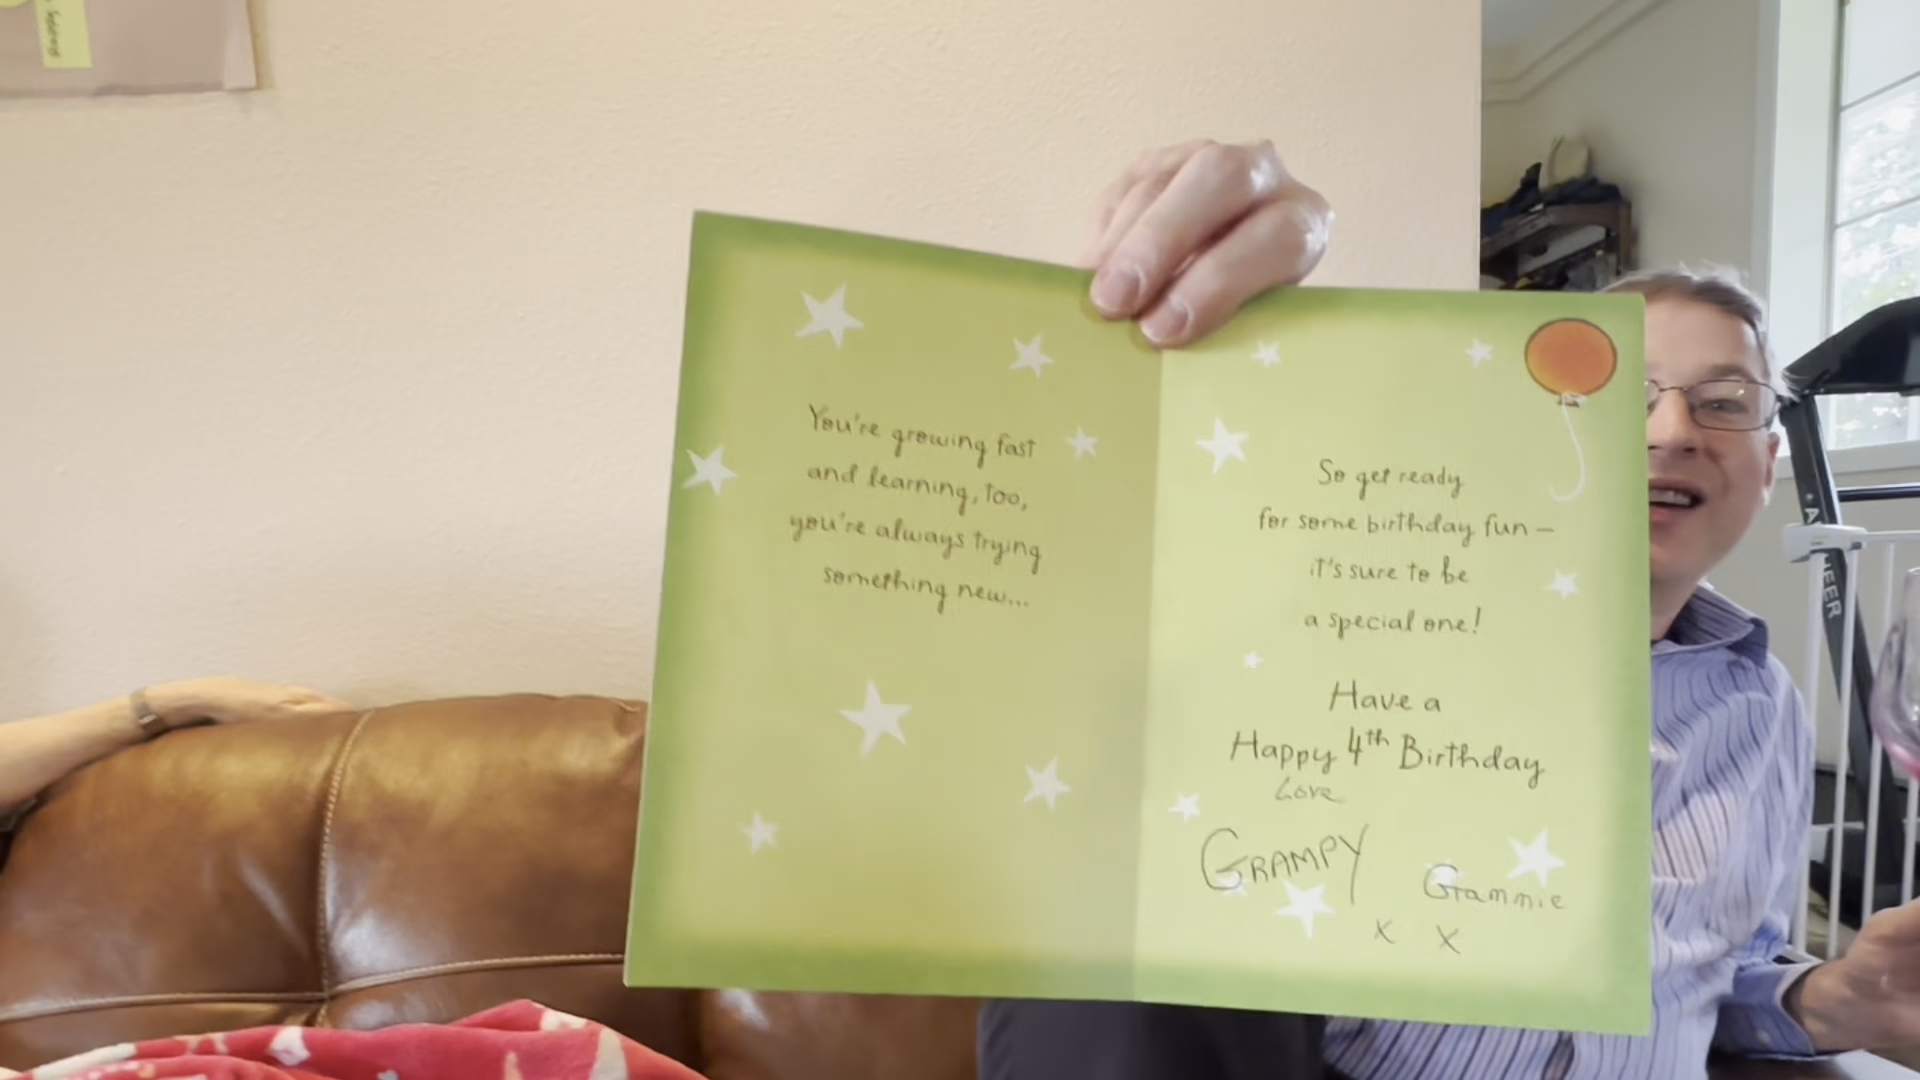 You're growing fast
and learning, too,
you're always trying
something new...
So get ready
for some birthday fun –
it's sure to be
a special one!
Have a
Happy 4th Birthday
Love
GRAMPY
Grammie
x x